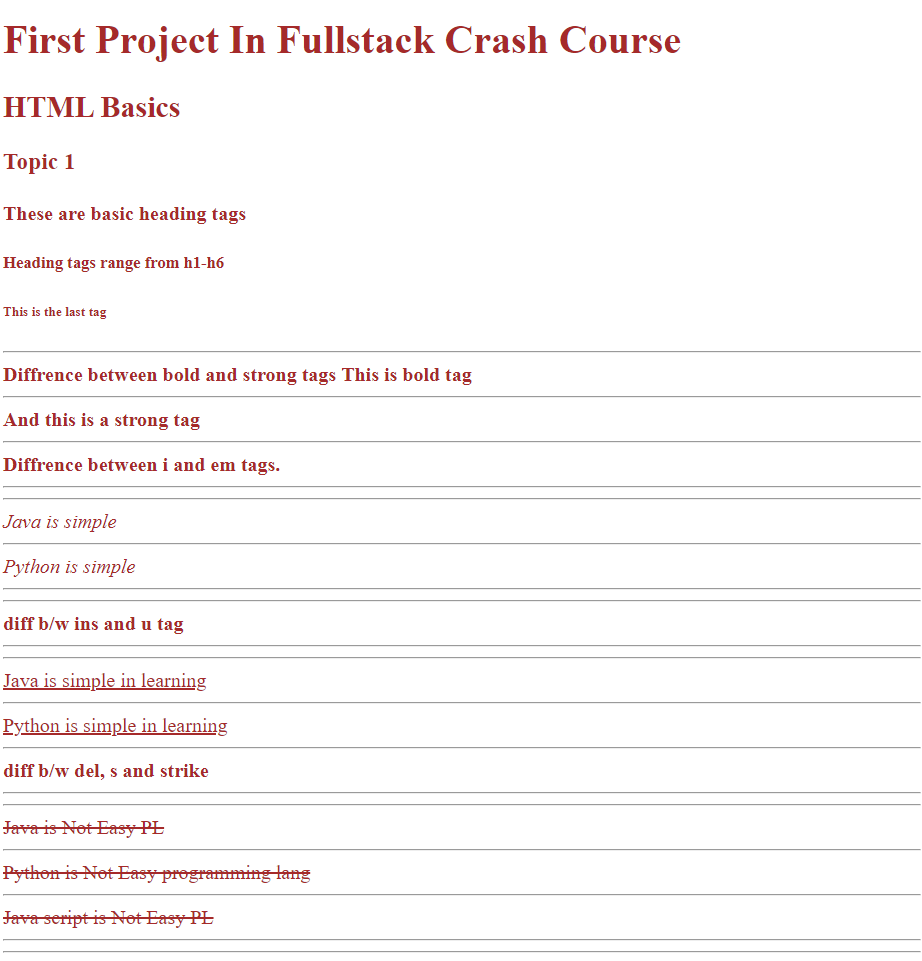 First Project In Fullstack Crash Course
HTML Basics
Topic 1
These are basic heading tags
Heading tags range from h1-h6
This is the last tag
Diffrence between bold and strong tags This is bold tag
And this is a strong tag
Diffrence between i and em tags.
Java is simple
Python is simple
diff b/w ins and u tag
Java is simple in learning
Python is simple in learning
diff b/w del, s and strike
Java is Not Easy PL
Python is Not Easy programming lang
Java script is Not Easy PL